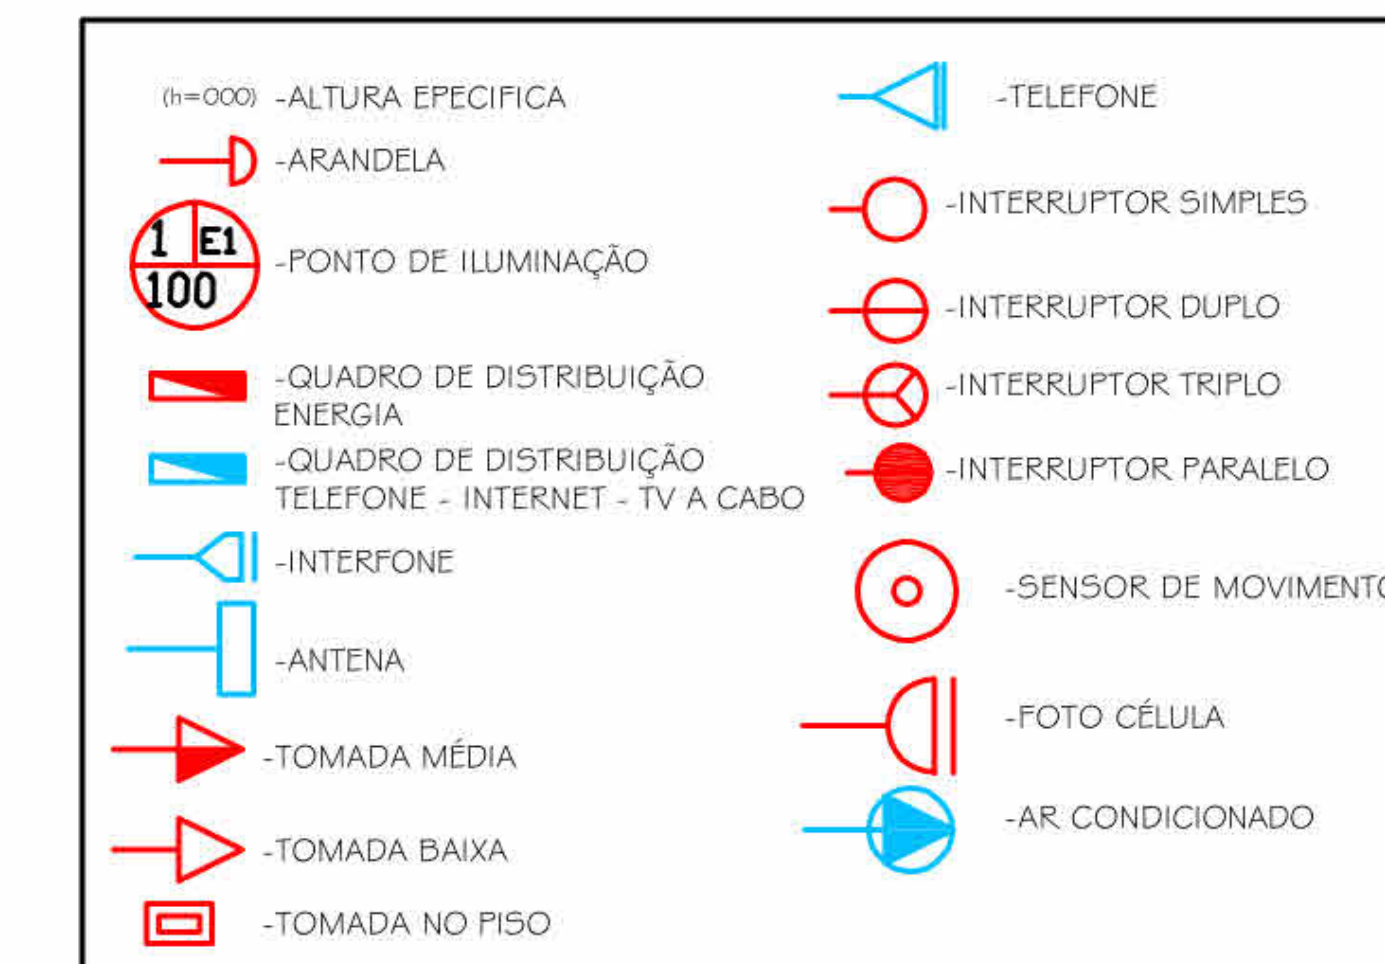 (h=000) -ALTURA EPECIFICA
-ARANDELA
1 E1
100
-PONTO DE ILUMINAÇÃO
-QUADRO DE DISTRIBUIÇÃO
ENERGIA
-QUADRO DE DISTRIBUIÇÃO
TELEFONE - INTERNET - TV A CABO
-INTERFONE
-ANTENA
-TOMADA MÉDIA
-TOMADA BAIXA
-TOMADA NO PISO
-TELEFONE
-INTERRUPTOR SIMPLES
-INTERRUPTOR DUPLO
-INTERRUPTOR TRIPLO
-INTERRUPTOR PARALELO
-SENSOR DE MOVIMENTO
-FOTO CÉLULA
-AR CONDICIONADO